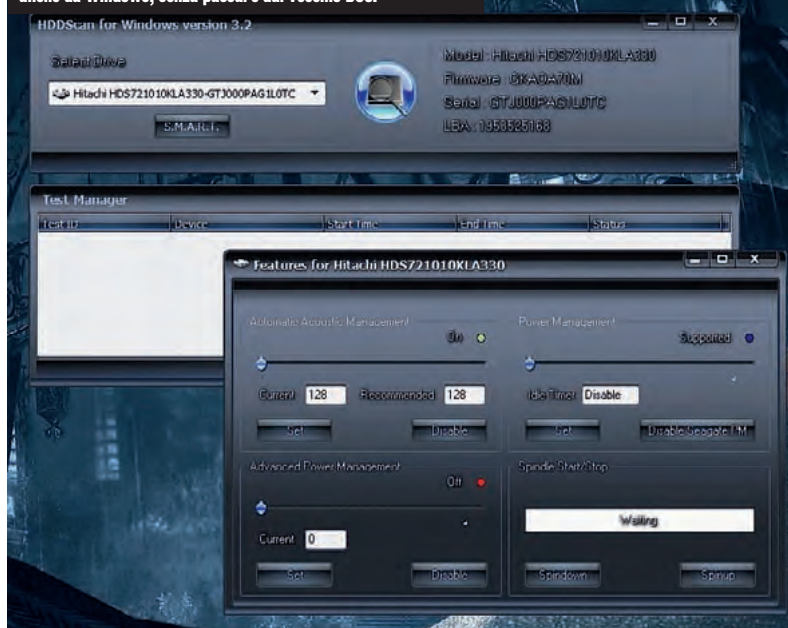 anche da Windows, senza passare dal vecchio DOS.
HDDScan for Windows version 3.2
Select Drive
Hitachi HDS721010KLA330-GTJ000PAG1L0TC
S.M.A.R.T.
Model : Hitachi HDS721010KLA330
Firmware : GKAOA70M
Serial : GTJ000PAG1L0TC
LBA : 1953525168
Test Manager
Test ID Device Start Time End Time Status
Features for Hitachi HDS721010KLA330
Automatic Acoustic Management
On
Current 128 Recommended 128
Set Disable
Power Management
Supported
Idle Timer Disable
Set Disable Seagate PM
Advanced Power Management
Off
Current 0
Set Disable
Spindle Start/Stop
Waiting
Spindown Spinup